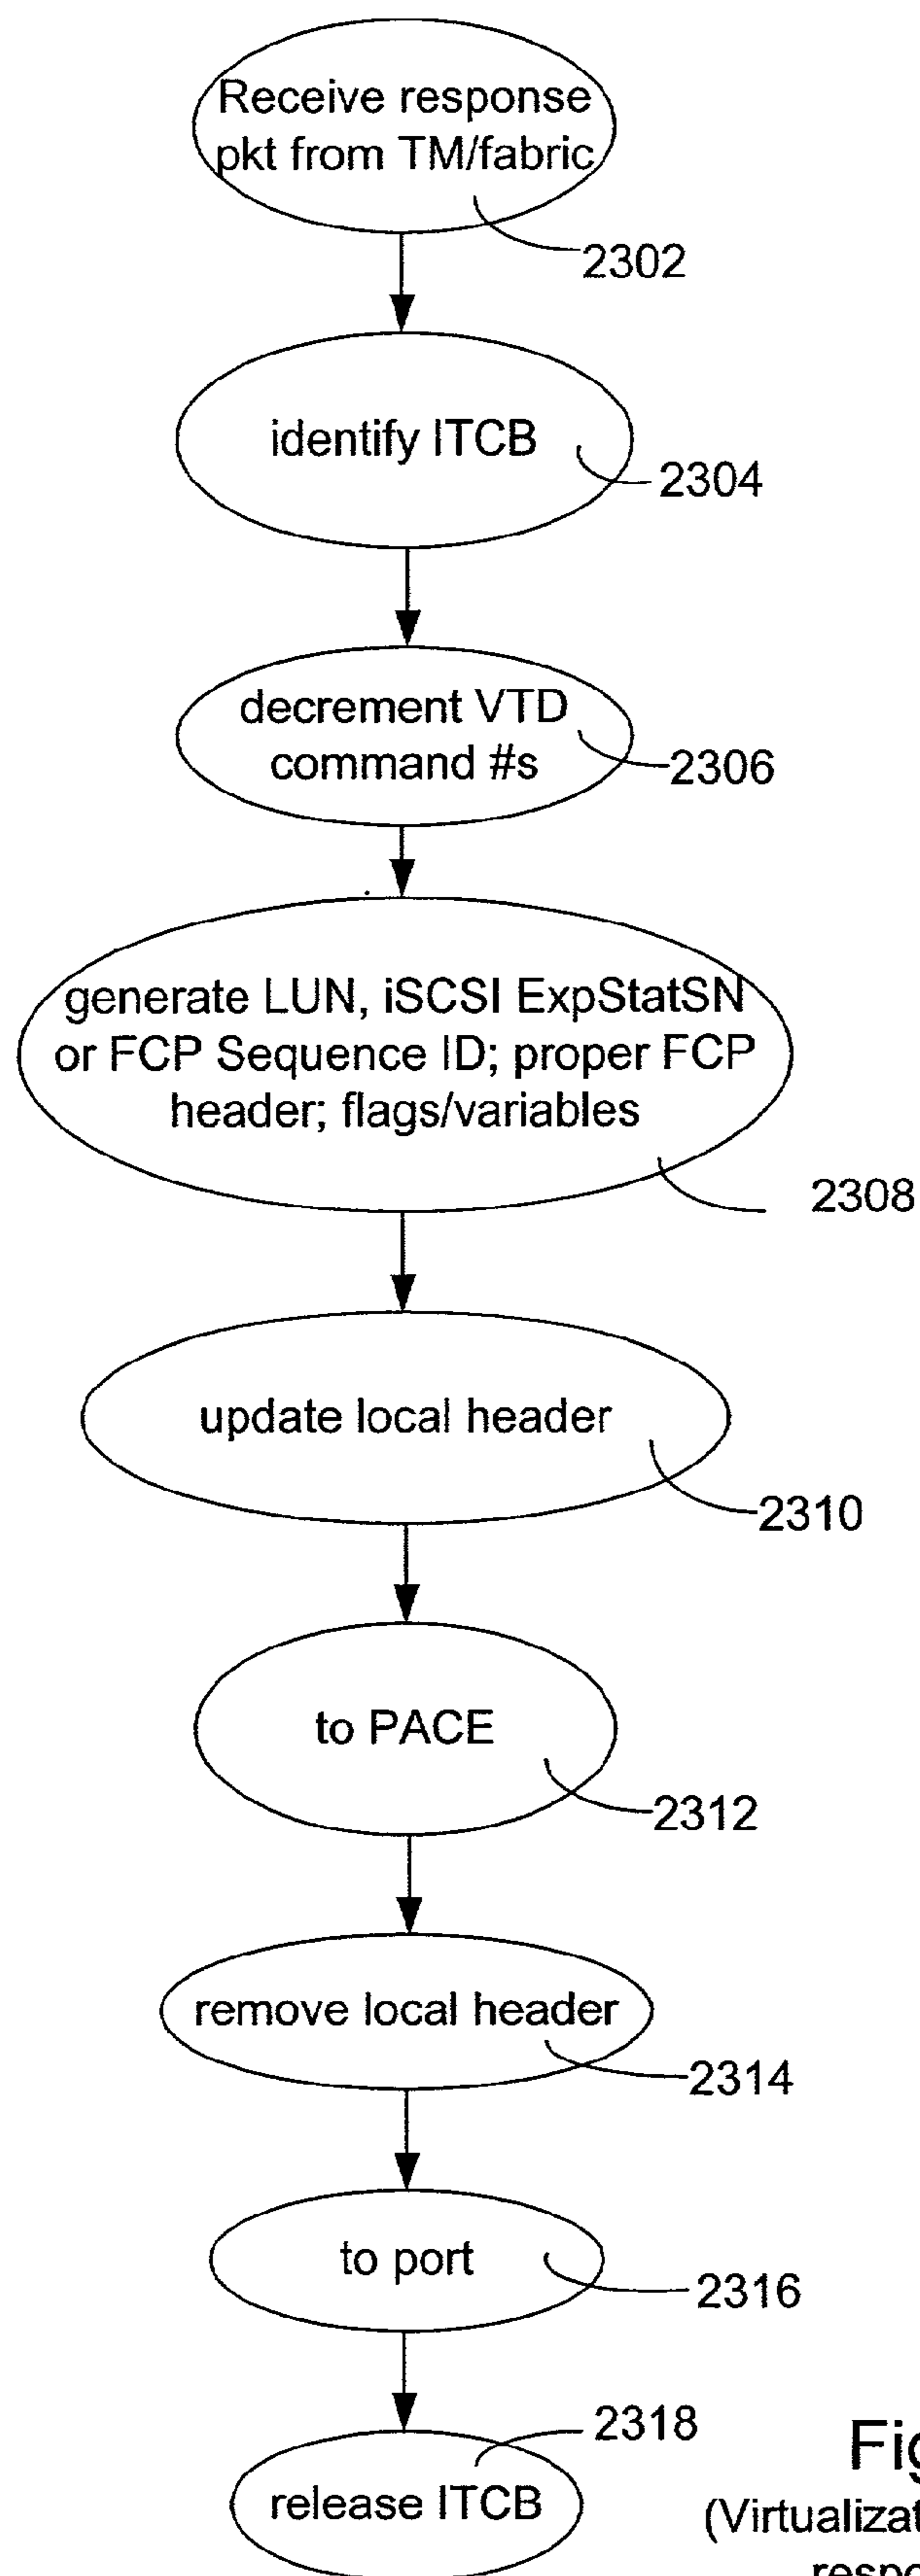 Receive response
pkt from TM/fabric
2302
identify ITCB
2304
decrement VTD
command #s
2306
generate LUN, iSCSI ExpStatSN
or FCP Sequence ID; proper FCP
header; flags/variables
2308
update local header
2310
to PACE
2312
remove local header
2314
to port
2316
2318
release ITCB